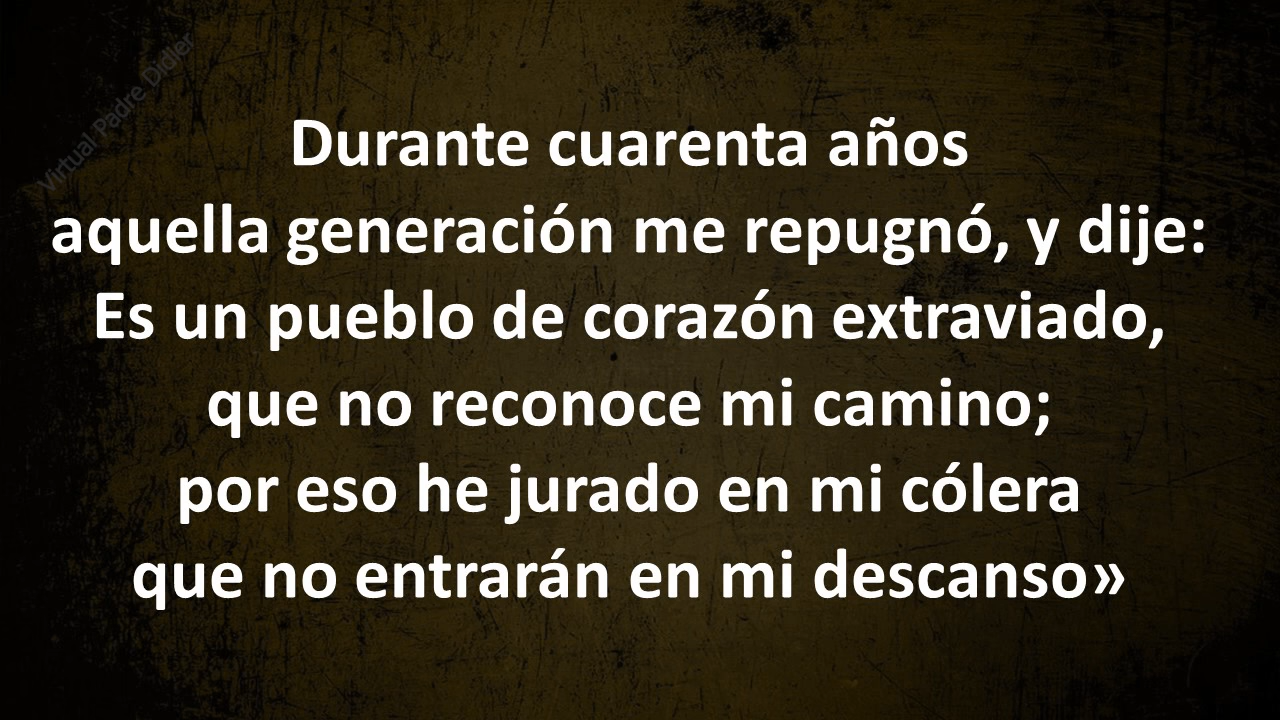 Virtual Padre Didier
Durante cuarenta años
aquella generación me repugnó, y dije:
Es un pueblo de corazón extraviado,
que no reconoce mi camino;
por eso he jurado en mi cólera
que no entrarán en mi descanso»